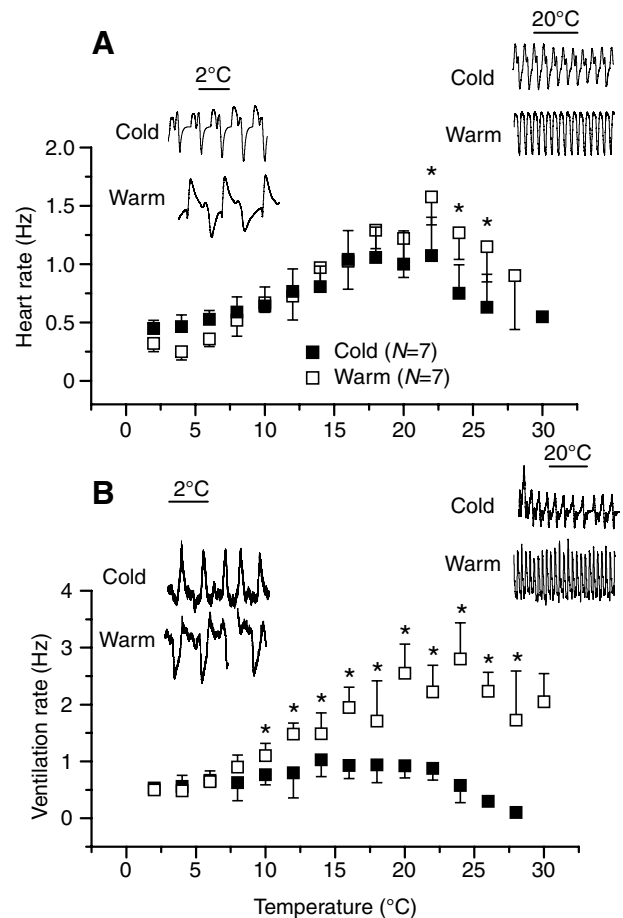 A
20°C
2°C
Cold
Cold
Warm
Warm
2.0
1.5
1.0
0.5
0
Heart rate (Hz)
* * *
Cold (N=7)
Warm (N=7)
0 5 10 15 20 25 30
B
20°C
2°C
Cold
Cold
Warm
Warm
4
3
2
1
0
Ventilation rate (Hz)
* * * * * * * * * *
0 5 10 15 20 25 30
Temperature (°C)